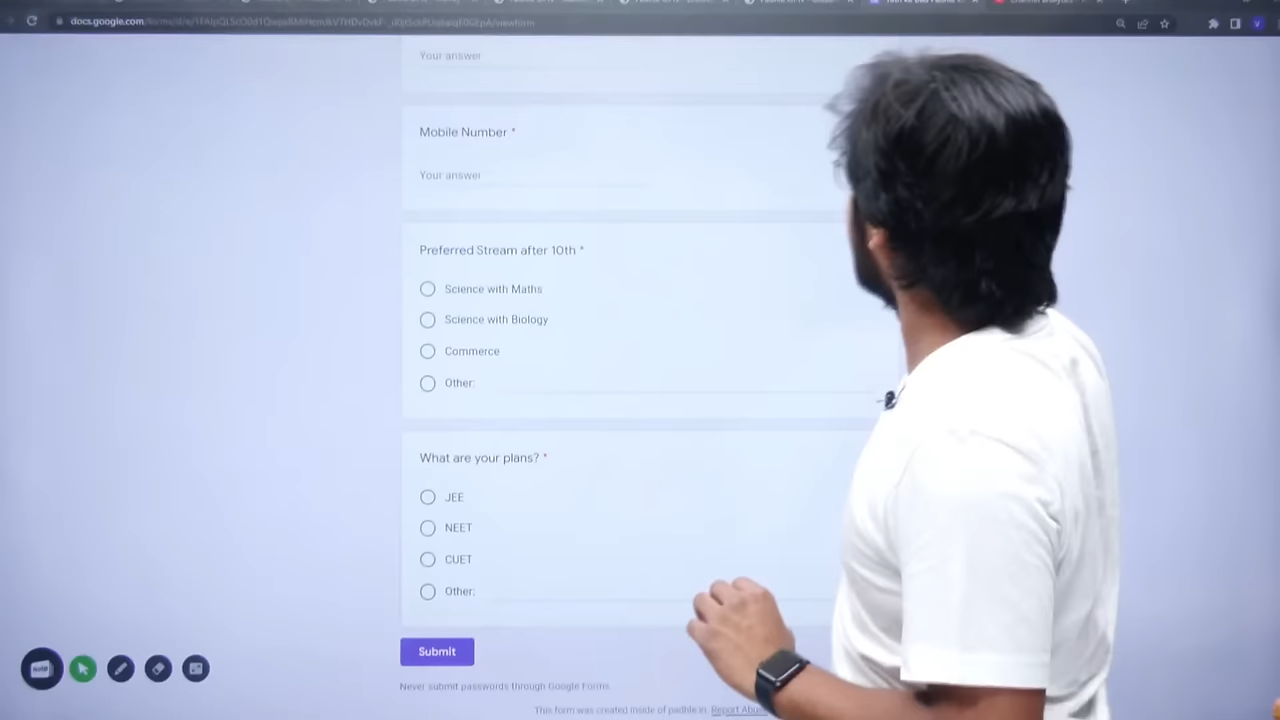 docs.google.com
Your answer
Mobile Number *
Your answer
Preferred Stream after 10th *
Science with Maths
Science with Biology
Commerce
Other:
What are your plans? *
JEE
NEET
CUET
Other:
Submit
Never submit passwords through Google Forms.
This form was created inside of padhle.in. Report Abuse